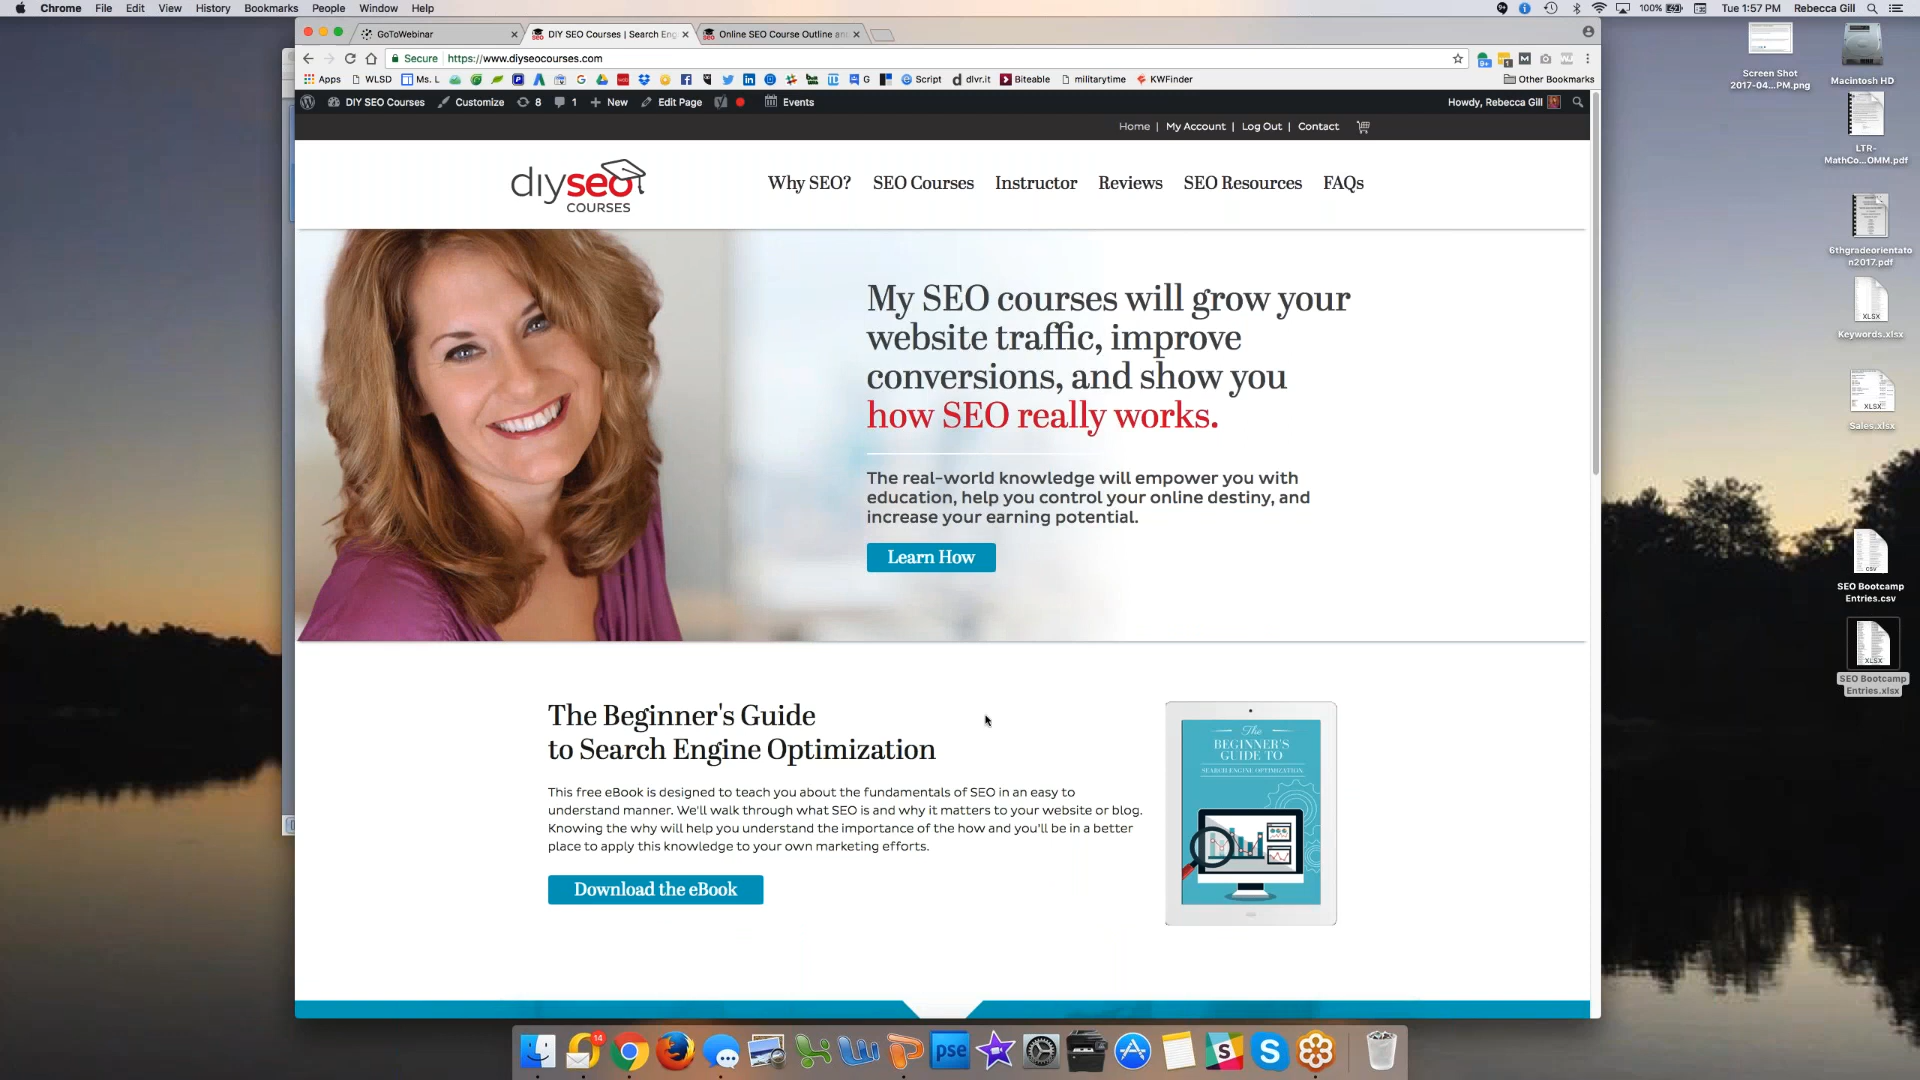 Chrome File Edit View History Bookmarks People Window Help
100% Tue 1:57 PM Rebecca Gill
GoToWebinar
DIY SEO Courses | Search Eng
Online SEO Course Outline an
Secure https://www.diyseocourses.com
Apps WLSD Ms. L G Script dlvr.it Biteable militarytime KWFinder Other Bookmarks
DIY SEO Courses Customize 8 1 New Edit Page Events Howdy, Rebecca Gill
Home | My Account | Log Out | Contact
diyseo
COURSES
Why SEO? SEO Courses Instructor Reviews SEO Resources FAQs
My SEO courses will grow your
website traffic, improve
conversions, and show you
how SEO really works.
The real-world knowledge will empower you with
education, help you control your online destiny, and
increase your earning potential.
Learn How
The Beginner's Guide
to Search Engine Optimization
This free eBook is designed to teach you about the fundamentals of SEO in an easy to
understand manner. We'll walk through what SEO is and why it matters to your website or blog.
Knowing the why will help you understand the importance of the how and you'll be in a better
place to apply this knowledge to your own marketing efforts.
Download the eBook
The
BEGINNER'S
GUIDE TO
SEARCH ENGINE OPTIMIZATION
Screen Shot
2017-04...PM.png
Macintosh HD
LTR-
MathCo...OMM.pdf
6thgradeorientatio
n2017.pdf
XLSX
Keywords.xlsx
XLSX
Sales.xlsx
CSV
SEO Bootcamp
Entries.csv
XLSX
SEO Bootcamp
Entries.xlsx
14
pse